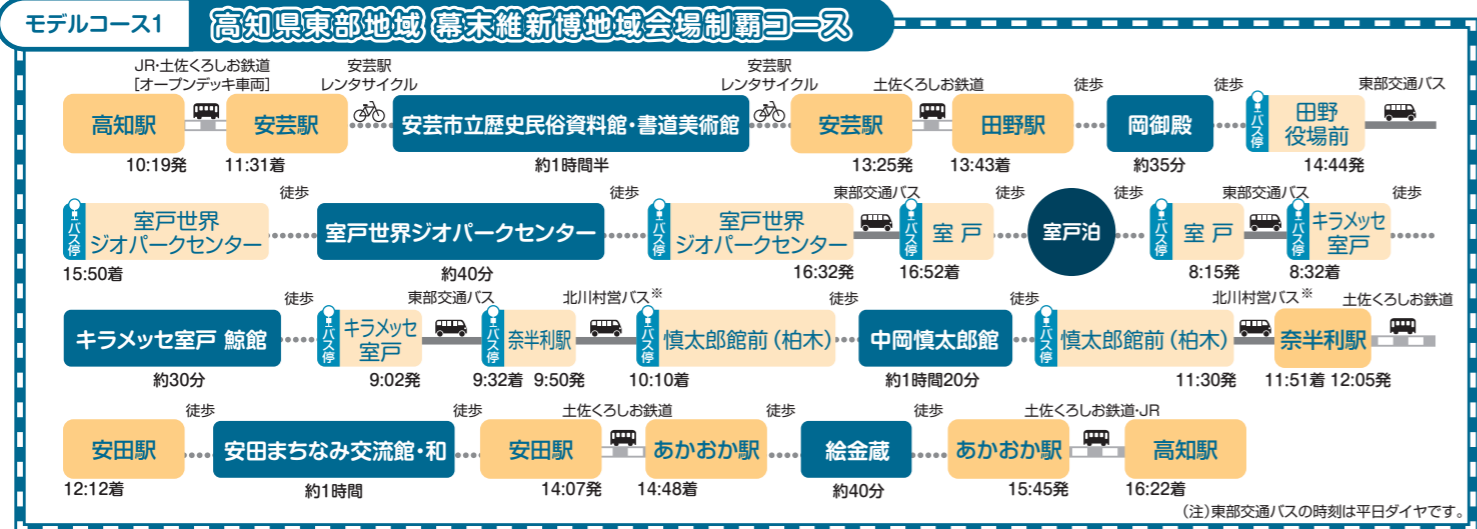 モデルコース1
高知県東部地域 幕末維新博地域会場制覇コース
JR・土佐くろしお鉄道
[オープンデッキ車両]
安芸駅
レンタサイクル
安芸駅
レンタサイクル
土佐くろしお鉄道
徒歩
徒歩
東部交通バス
高知駅
安芸駅
安芸市立歴史民俗資料館・書道美術館
安芸駅
田野駅
岡御殿
バス停
田野
役場前
10:19発
11:31着
約1時間半
13:25発
13:43着
約35分
14:44発
徒歩
徒歩
東部交通バス
徒歩
徒歩
東部交通バス
徒歩
バス停
室戸世界
ジオパークセンター
室戸世界ジオパークセンター
バス停
室戸世界
ジオパークセンター
バス停
室戸
室戸泊
バス停
室戸
バス停
キラメッセ
室戸
15:50着
約40分
16:32発
16:52着
8:15発
8:32着
徒歩
東部交通バス
北川村営バス※
徒歩
徒歩
北川村営バス※
土佐くろしお鉄道
キラメッセ室戸 鯨館
バス停
キラメッセ
室戸
バス停
奈半利駅
バス停
慎太郎館前(柏木)
中岡慎太郎館
バス停
慎太郎館前(柏木)
奈半利駅
約30分
9:02発
9:32着 9:50発
10:10着
約1時間20分
11:30発
11:51着 12:05発
徒歩
徒歩
土佐くろしお鉄道
徒歩
徒歩
土佐くろしお鉄道・JR
安田駅
安田まちなみ交流館・和
安田駅
あかおか駅
絵金蔵
あかおか駅
高知駅
12:12着
約1時間
14:07発
14:48着
約40分
15:45発
16:22着
(注)東部交通バスの時刻は平日ダイヤです。